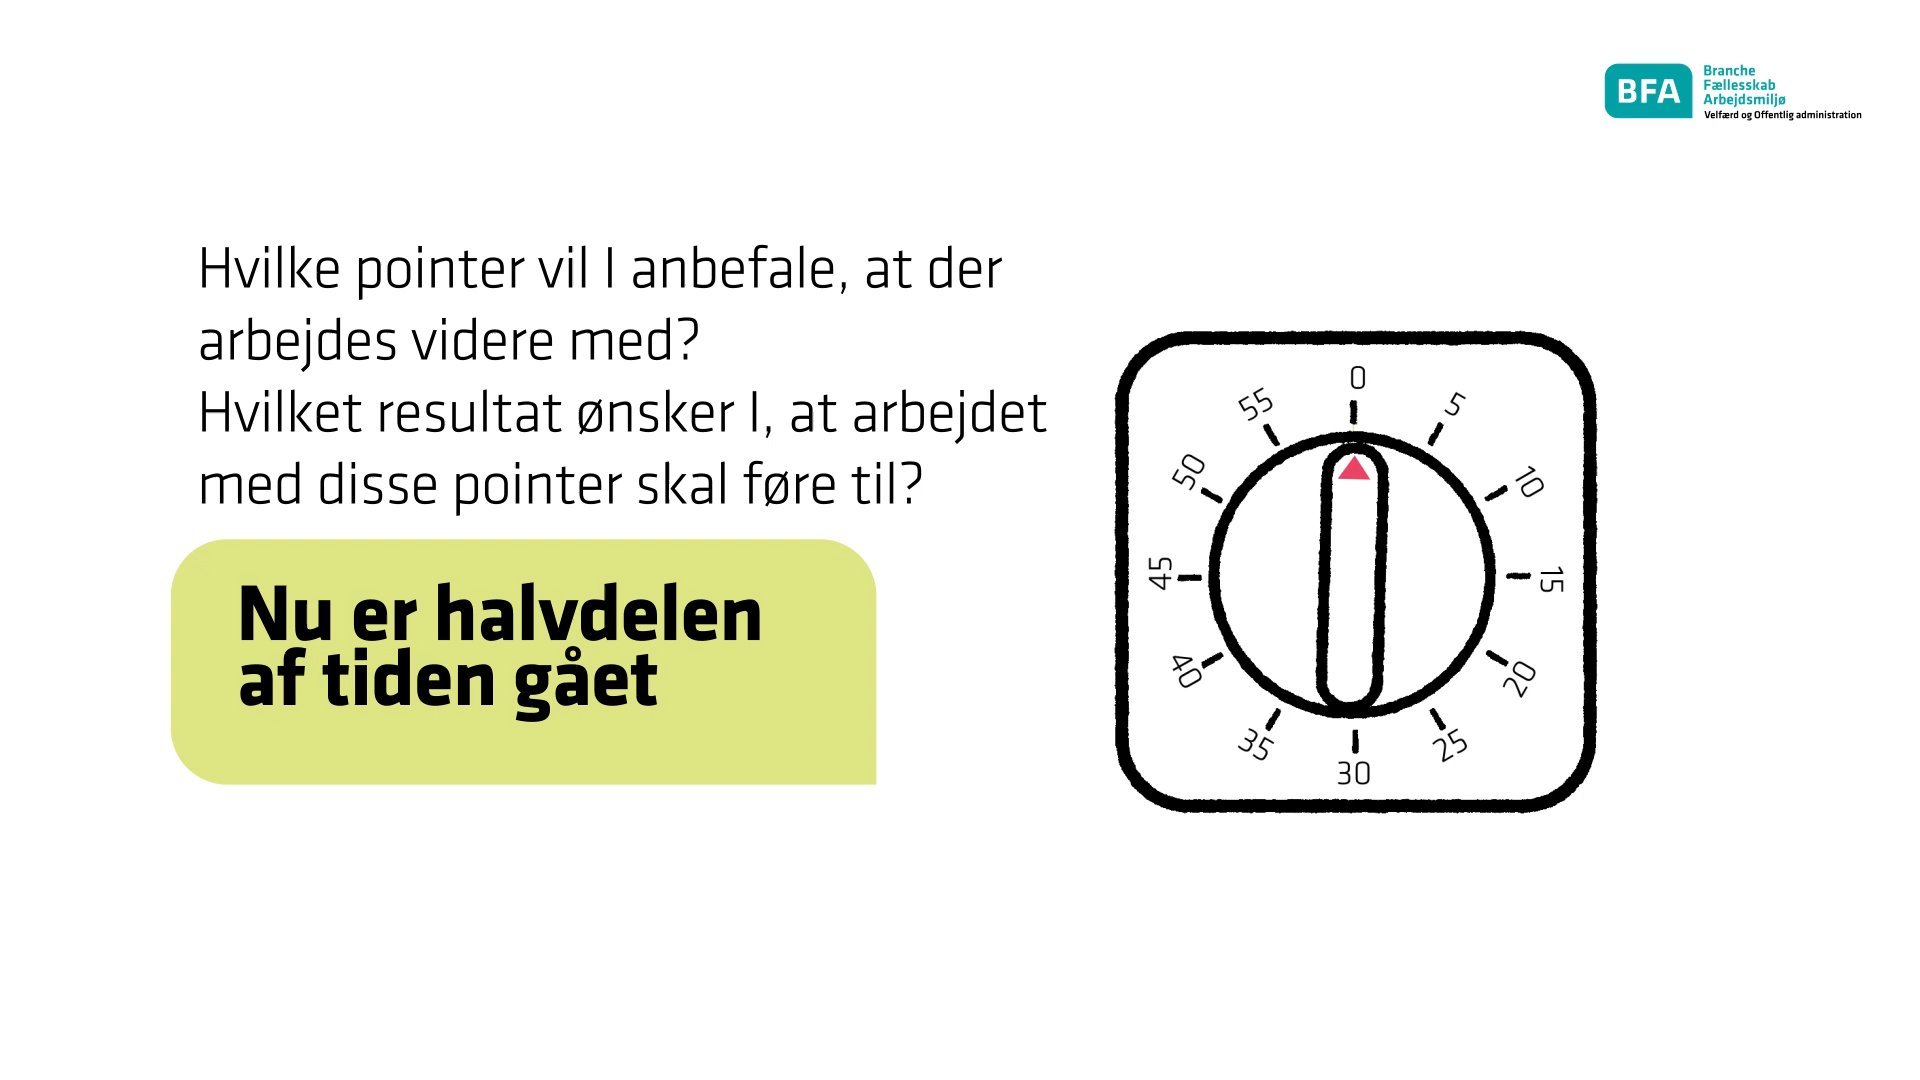 BFA
Branche
Fællesskab
Arbejdsmiljø
Velfærd og Offentlig administration
Hvilke pointer vil I anbefale, at der
arbejdes videre med?
Hvilket resultat ønsker I, at arbejdet
med disse pointer skal føre til?
Nu er halvdelen
af tiden gået
0
5
10
15
20
25
30
35
40
45
50
55